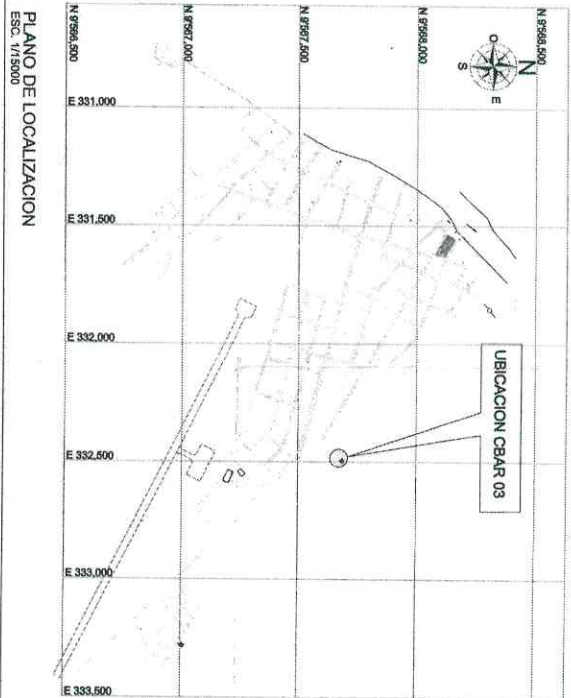 N 9'568,500
N 9'568,000
N 9'567,500
N 9'567,000
N 9'566,500
N
O
E
S
E 331,000
E 331,500
E 332,000
E 332,500
E 333,000
E 333,500
UBICACION CBAR 03
PLANO DE LOCALIZACION
ESC. 1/15000